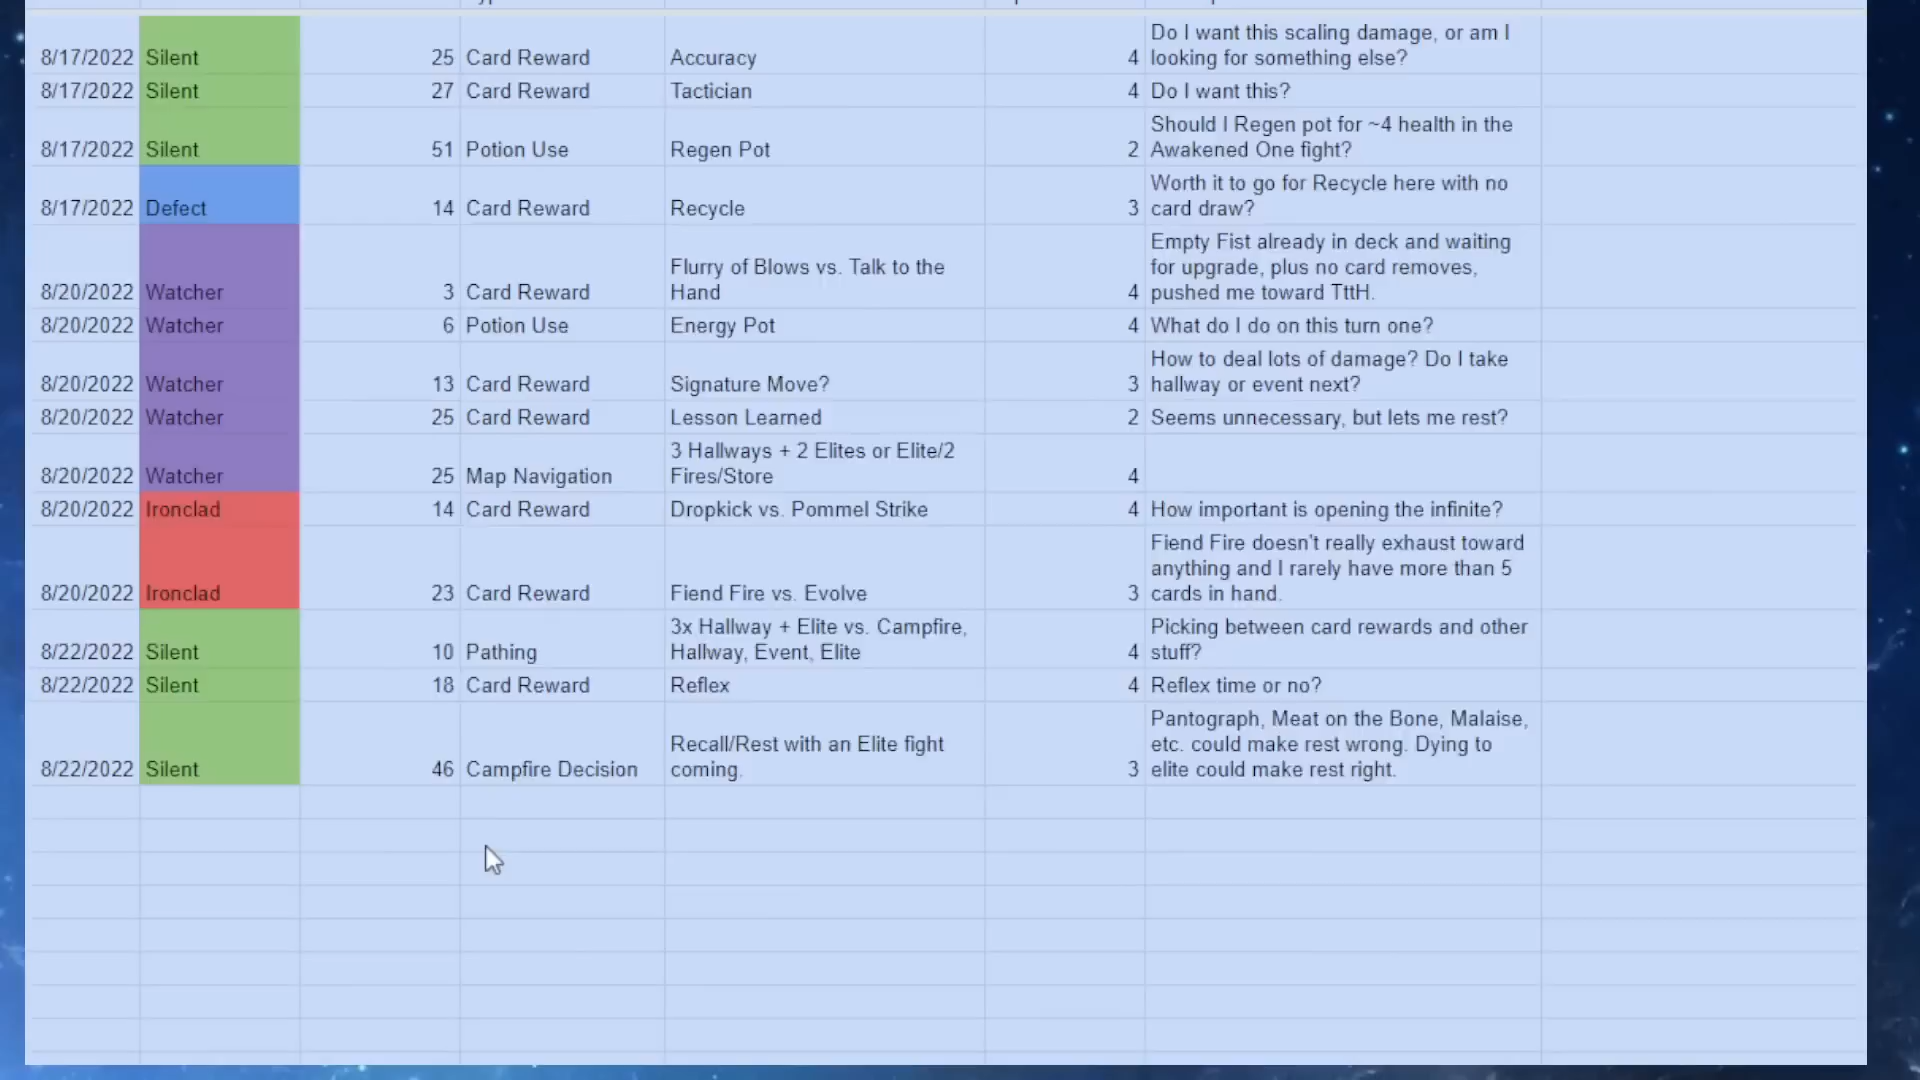 Do I want this scaling damage, or am I
8/17/2022 Silent 25 Card Reward Accuracy 4 looking for something else?
8/17/2022 Silent 27 Card Reward Tactician 4 Do I want this?
Should I Regen pot for ~4 health in the
8/17/2022 Silent 51 Potion Use Regen Pot 2 Awakened One fight?
Worth it to go for Recycle here with no
8/17/2022 Defect 14 Card Reward Recycle 3 card draw?
Empty Fist already in deck and waiting
Flurry of Blows vs. Talk to the for upgrade, plus no card removes,
8/20/2022 Watcher 3 Card Reward Hand 4 pushed me toward TttH.
8/20/2022 Watcher 6 Potion Use Energy Pot 4 What do I do on this turn one?
How to deal lots of damage? Do I take
8/20/2022 Watcher 13 Card Reward Signature Move? 3 hallway or event next?
8/20/2022 Watcher 25 Card Reward Lesson Learned 2 Seems unnecessary, but lets me rest?
3 Hallways + 2 Elites or Elite/2
8/20/2022 Watcher 25 Map Navigation Fires/Store 4
8/20/2022 Ironclad 14 Card Reward Dropkick vs. Pommel Strike 4 How important is opening the infinite?
Fiend Fire doesn't really exhaust toward
anything and I rarely have more than 5
8/20/2022 Ironclad 23 Card Reward Fiend Fire vs. Evolve 3 cards in hand.
3x Hallway + Elite vs. Campfire, Picking between card rewards and other
8/22/2022 Silent 10 Pathing Hallway, Event, Elite 4 stuff?
8/22/2022 Silent 18 Card Reward Reflex 4 Reflex time or no?
Pantograph, Meat on the Bone, Malaise,
Recall/Rest with an Elite fight etc. could make rest wrong. Dying to
8/22/2022 Silent 46 Campfire Decision coming. 3 elite could make rest right.